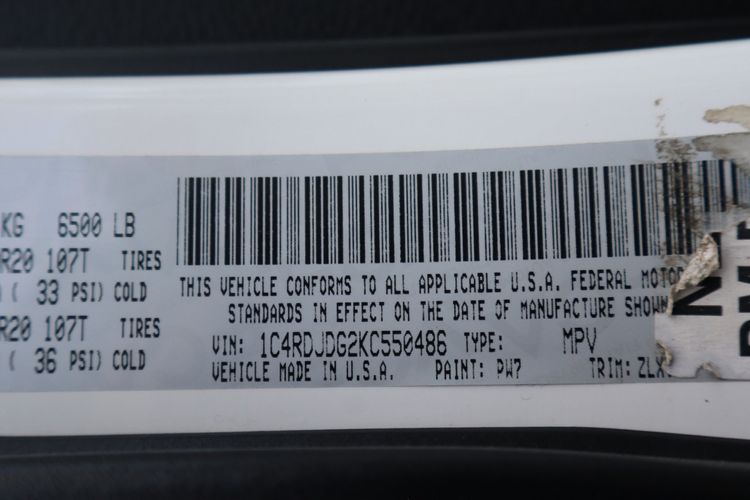 KG 6500 LB
R20 107T TIRES
( 33 PSI) COLD
R20 107T TIRES
( 36 PSI) COLD
THIS VEHICLE CONFORMS TO ALL APPLICABLE U.S.A. FEDERAL MOTOR
STANDARDS IN EFFECT ON THE DATE OF MANUFACTURE SHOWN
VIN: 1C4RDJDG2KC550486 TYPE: MPV
VEHICLE MADE IN U.S.A. PAINT: PW7 TRIM: ZLX